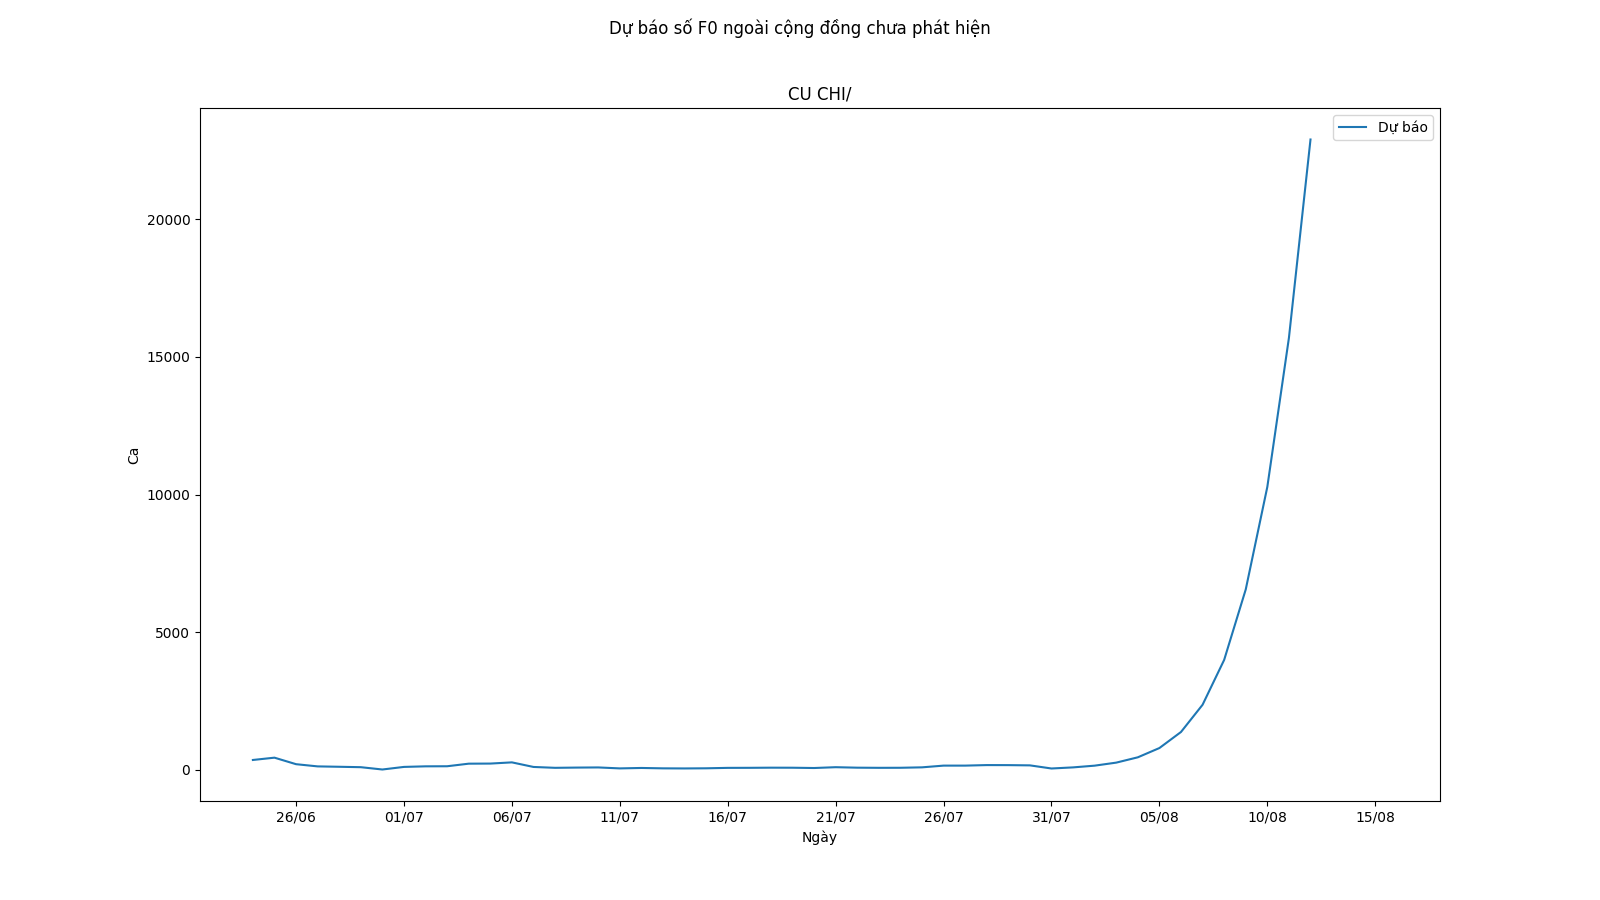 Dự báo số F0 ngoài cộng đồng chưa phát hiện
CU CHI/
Dự báo
20000
15000
10000
5000
0
Ca
26/06 01/07 06/07 11/07 16/07 21/07 26/07 31/07 05/08 10/08 15/08
Ngày